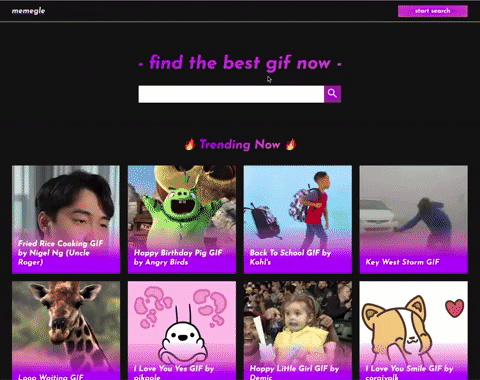 memegle
start search
- find the best gif now -
🔥 Trending Now 🔥
Fried Rice Cooking GIF
by Nigel Ng (Uncle
Roger)
Happy Birthday Pig GIF
by Angry Birds
Back To School GIF by
Kohl's
Key West Storm GIF
Loop Waiting GIF
I Love You Yes GIF by
pikaole
Happy Little Girl GIF by
Demic
I Love You Smile GIF by
corgiyolk